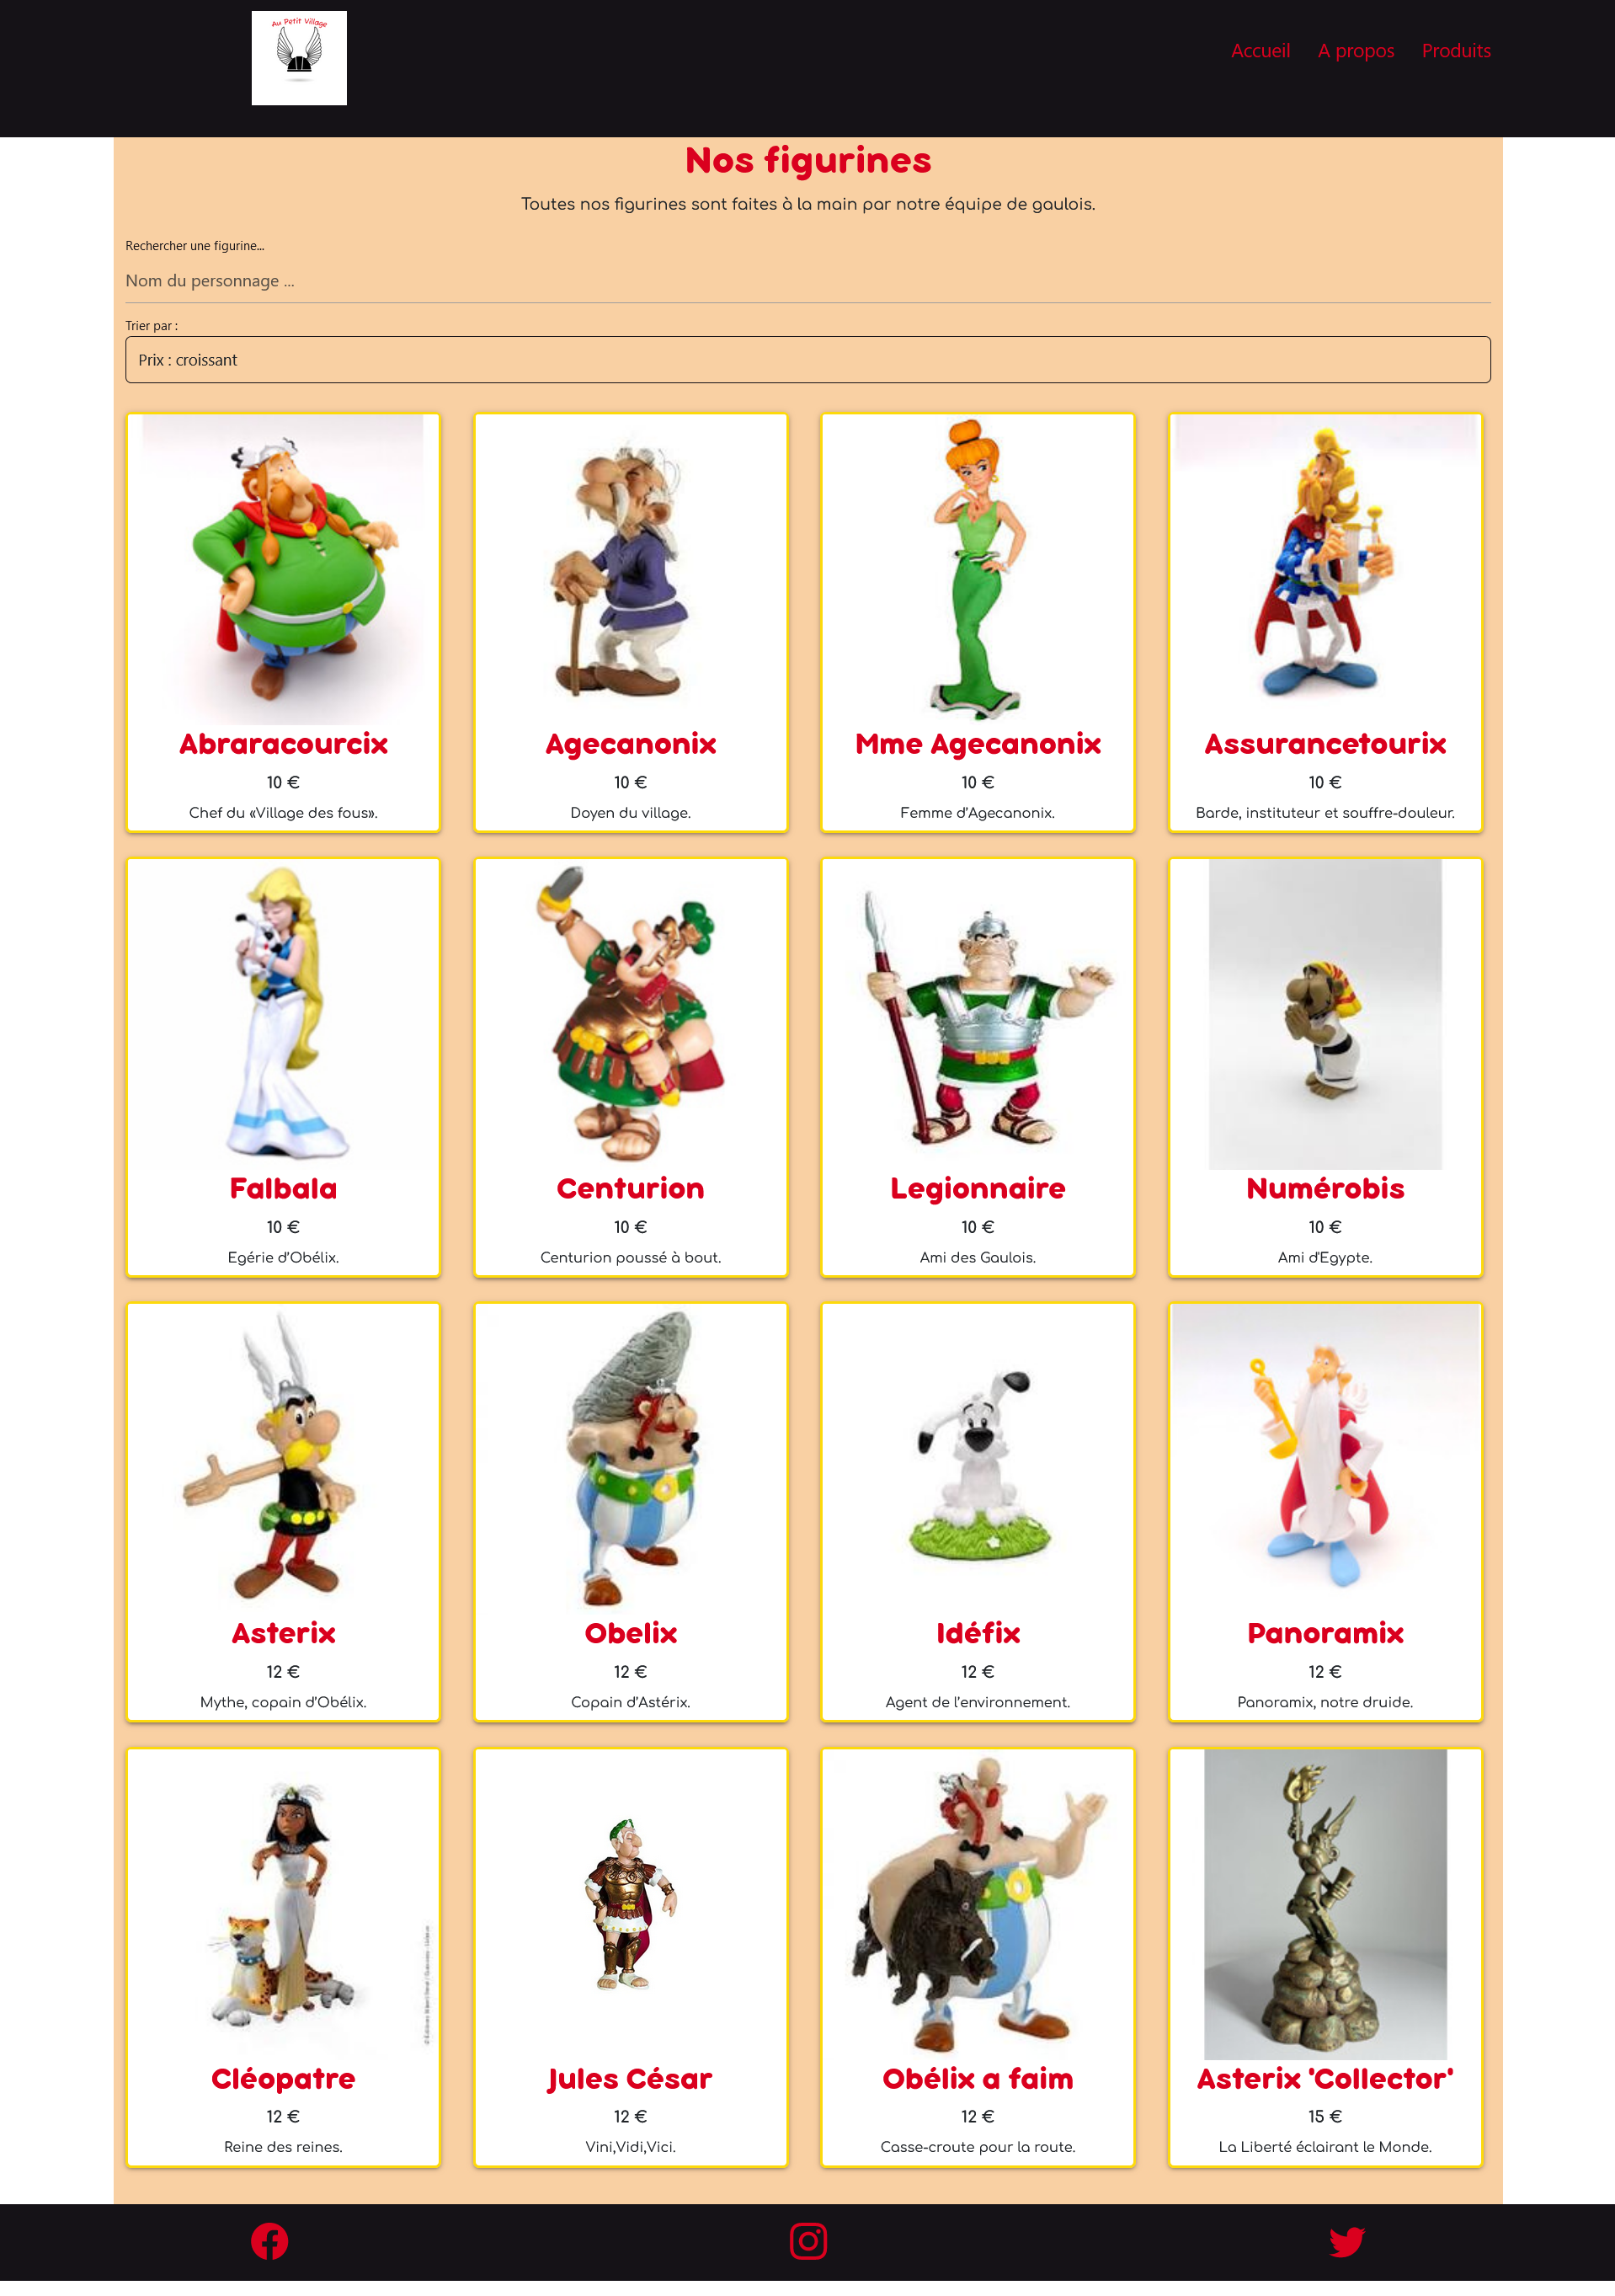 Au Petit Village
Accueil A propos Produits
Nos figurines
Toutes nos figurines sont faites à la main par notre équipe de gaulois.
Rechercher une figurine...
Nom du personnage ...
Trier par :
Prix : croissant
Abraracourcix
10 €
Chef du «Village des fous».
Agecanonix
10 €
Doyen du village.
Mme Agecanonix
10 €
Femme d'Agecanonix.
Assurancetourix
10 €
Barde, instituteur et souffre-douleur.
Falbala
10 €
Egérie d'Obélix.
Centurion
10 €
Centurion poussé à bout.
Legionnaire
10 €
Ami des Gaulois.
Numérobis
10 €
Ami d'Egypte.
Asterix
12 €
Mythe, copain d'Obélix.
Obelix
12 €
Copain d'Astérix.
Idéfix
12 €
Agent de l'environnement.
Panoramix
12 €
Panoramix, notre druide.
Cléopatre
12 €
Reine des reines.
Jules César
12 €
Vini,Vidi,Vici.
Obélix a faim
12 €
Casse-croute pour la route.
Asterix 'Collector'
15 €
La Liberté éclairant le Monde.